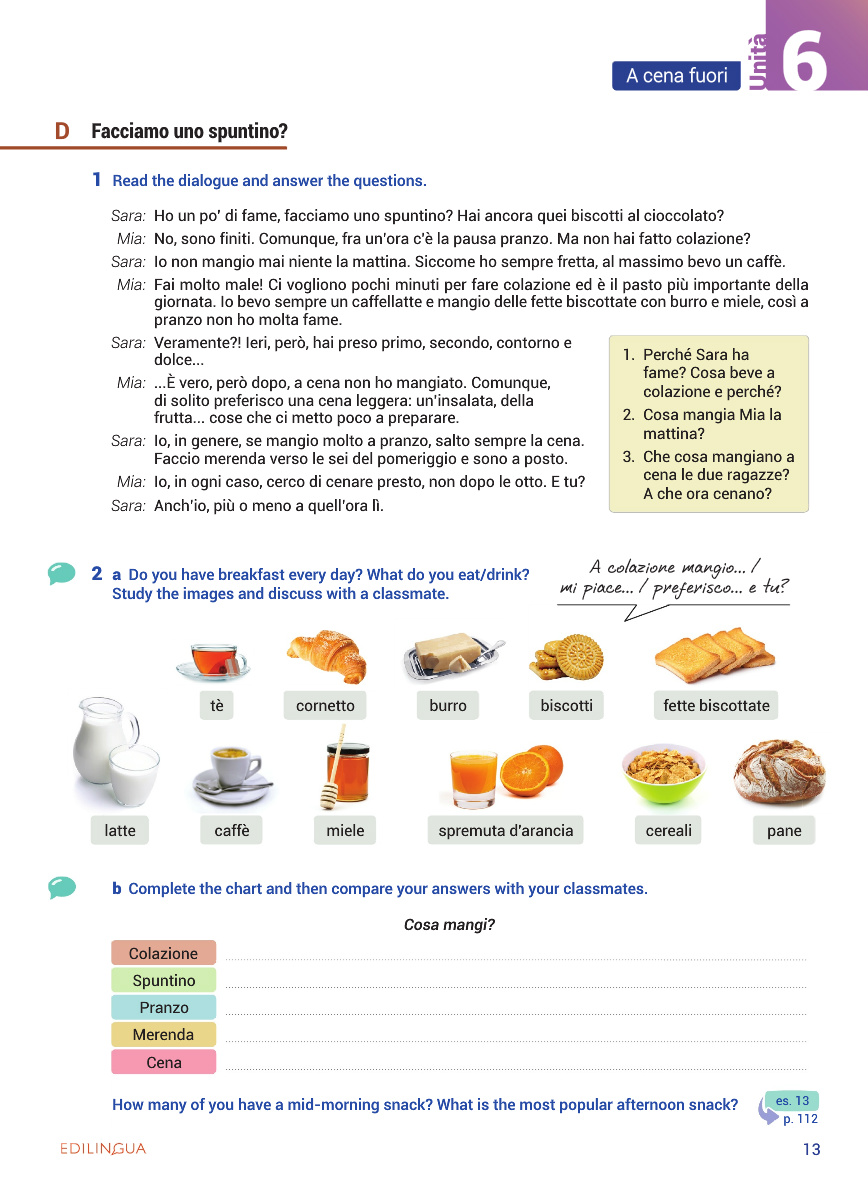 A cena fuori
Unità 6
D Facciamo uno spuntino?
1 Read the dialogue and answer the questions.
Sara: Ho un po' di fame, facciamo uno spuntino? Hai ancora quei biscotti al cioccolato?
Mia: No, sono finiti. Comunque, fra un'ora c'è la pausa pranzo. Ma non hai fatto colazione?
Sara: Io non mangio mai niente la mattina. Siccome ho sempre fretta, al massimo bevo un caffè.
Mia: Fai molto male! Ci vogliono pochi minuti per fare colazione ed è il pasto più importante della
giornata. Io bevo sempre un caffellatte e mangio delle fette biscottate con burro e miele, così a
pranzo non ho molta fame.
Sara: Veramente?! Ieri, però, hai preso primo, secondo, contorno e
dolce...
Mia: ...È vero, però dopo, a cena non ho mangiato. Comunque,
di solito preferisco una cena leggera: un'insalata, della
frutta... cose che ci metto poco a preparare.
Sara: Io, in genere, se mangio molto a pranzo, salto sempre la cena.
Faccio merenda verso le sei del pomeriggio e sono a posto.
Mia: Io, in ogni caso, cerco di cenare presto, non dopo le otto. E tu?
Sara: Anch'io, più o meno a quell'ora lì.
1. Perché Sara ha
fame? Cosa beve a
colazione e perché?
2. Cosa mangia Mia la
mattina?
3. Che cosa mangiano a
cena le due ragazze?
A che ora cenano?
2 a Do you have breakfast every day? What do you eat/drink?
Study the images and discuss with a classmate.
A colazione mangio... /
mi piace... / preferisco... e tu?
tè
cornetto
burro
biscotti
fette biscottate
latte
caffè
miele
spremuta d'arancia
cereali
pane
b Complete the chart and then compare your answers with your classmates.
Cosa mangi?
Colazione
Spuntino
Pranzo
Merenda
Cena
How many of you have a mid-morning snack? What is the most popular afternoon snack?
es. 13
p. 112
EDILINGUA
13